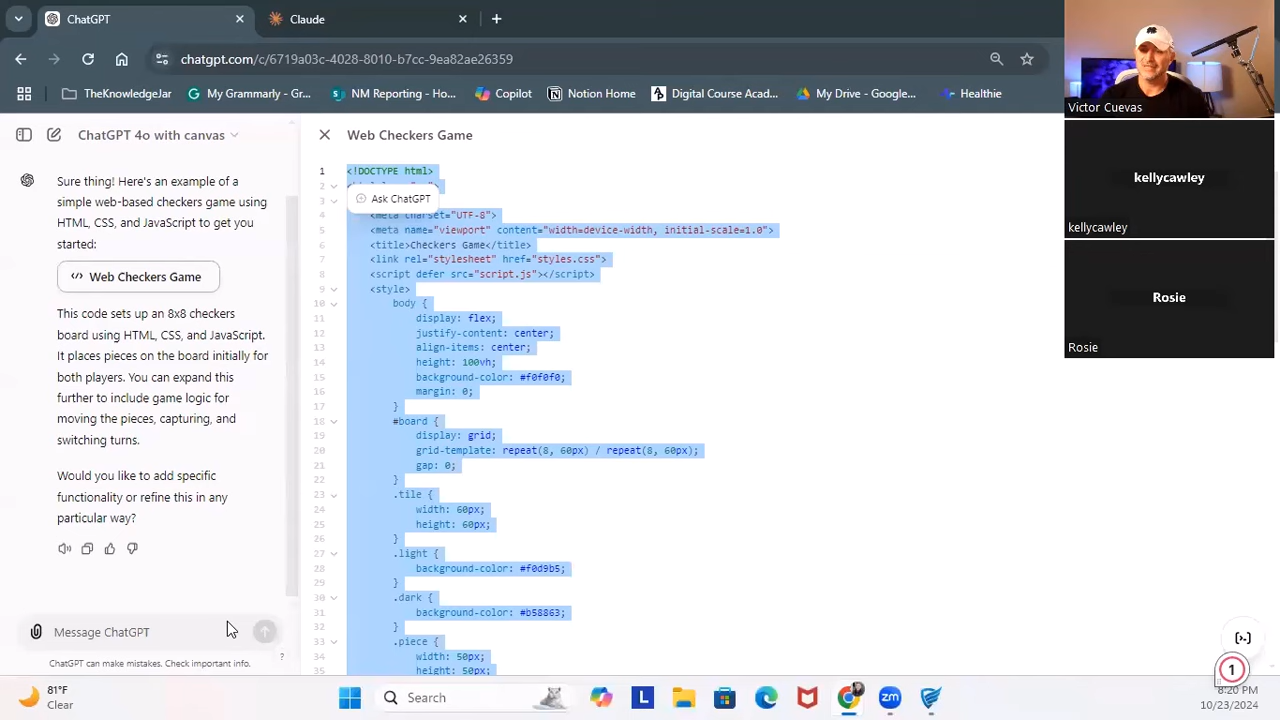 ChatGPT
Claude
chatgpt.com/c/6719a03c-4028-8010-b7cc-9ea82ae26359
TheKnowledgeJar
My Grammarly - Gr...
NM Reporting - Ho...
Copilot
Notion Home
Digital Course Acad...
My Drive - Google...
Healthie
ChatGPT 4o with canvas
Sure thing! Here's an example of a
simple web-based checkers game using
HTML, CSS, and JavaScript to get you
started:
Web Checkers Game
This code sets up an 8x8 checkers
board using HTML, CSS, and JavaScript.
It places pieces on the board initially for
both players. You can expand this
further to include game logic for
moving the pieces, capturing, and
switching turns.
Would you like to add specific
functionality or refine this in any
particular way?
Message ChatGPT
ChatGPT can make mistakes. Check important info.
?
Web Checkers Game
1 <!DOCTYPE html>
2
Ask ChatGPT
3
4 <meta charset="UTF-8">
5 <meta name="viewport" content="width=device-width, initial-scale=1.0">
6 <title>Checkers Game</title>
7 <link rel="stylesheet" href="styles.css">
8 <script defer src="script.js"></script>
9 <style>
10 body {
11 display: flex;
12 justify-content: center;
13 align-items: center;
14 height: 100vh;
15 background-color: #f0f0f0;
16 margin: 0;
17 }
18 #board {
19 display: grid;
20 grid-template: repeat(8, 60px) / repeat(8, 60px);
21 gap: 0;
22 }
23 .tile {
24 width: 60px;
25 height: 60px;
26 }
27 .light {
28 background-color: #f0d9b5;
29 }
30 .dark {
31 background-color: #b58863;
32 }
33 .piece {
34 width: 50px;
35 height: 50px;
Victor Cuevas
kellycawley
kellycawley
Rosie
Rosie
1
81°F
Clear
Search
8:20 PM
10/23/2024